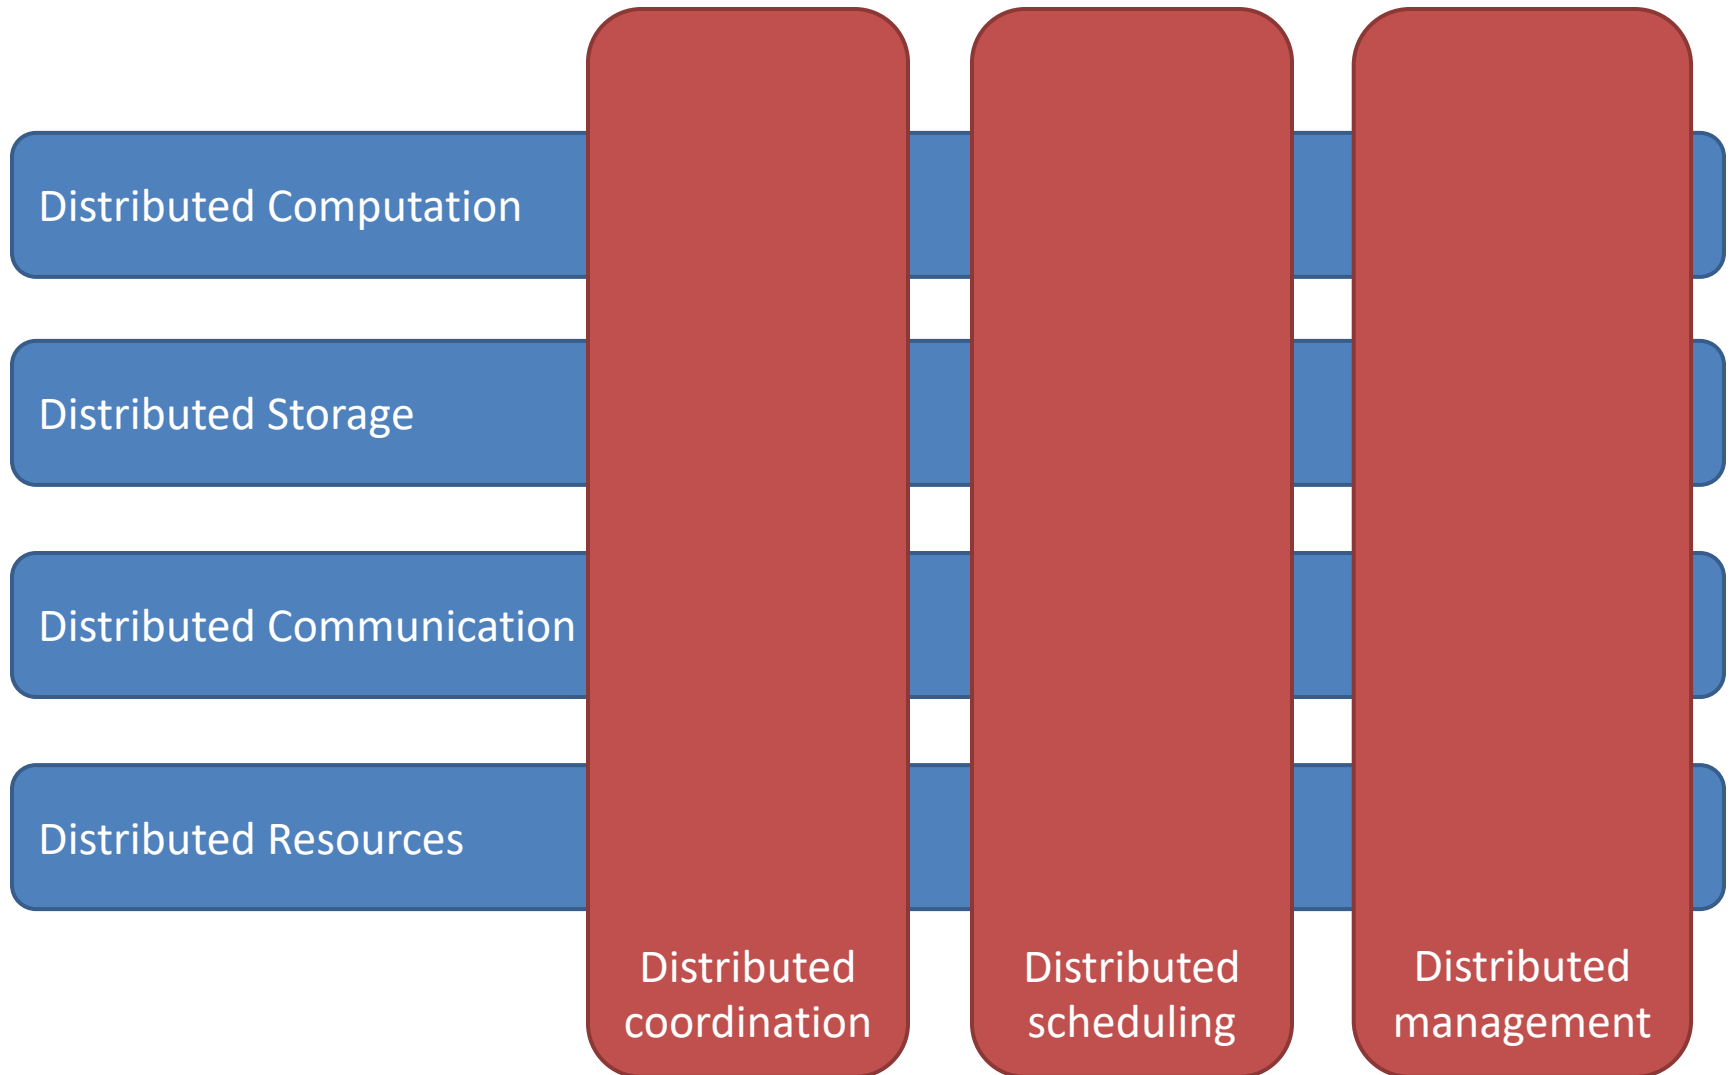 Distributed Computation
Distributed Storage
Distributed Communication
Distributed Resources
Distributed
coordination
Distributed
scheduling
Distributed
management